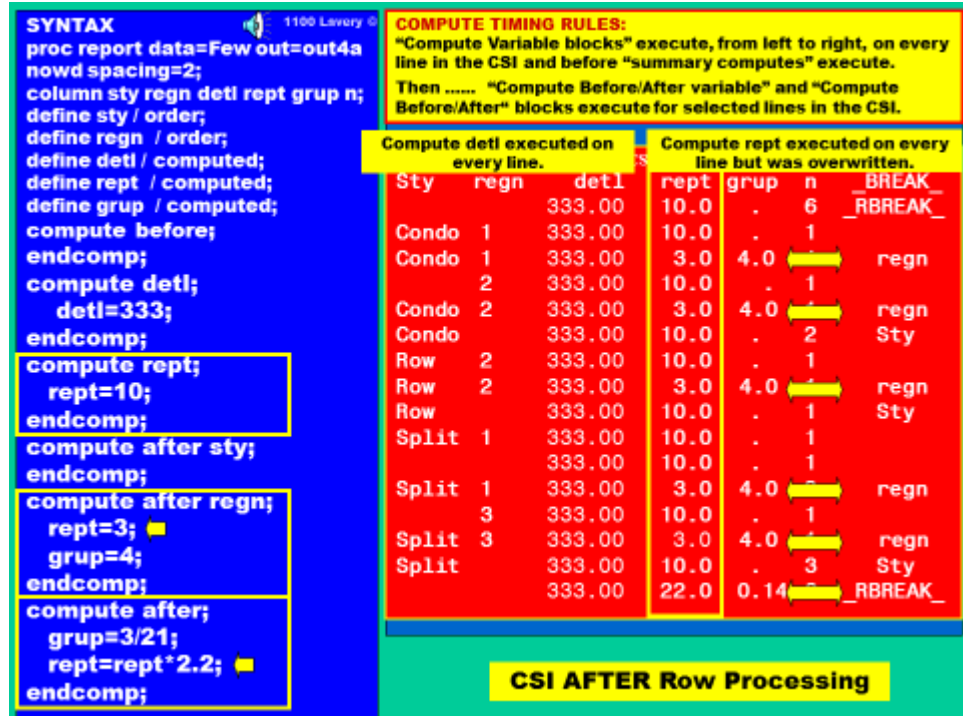 SYNTAX
1100 Lavery ©
proc report data=Few out=out4a
nowd spacing=2;
column sty regn detl rept grup n;
define sty / order;
define regn / order;
define detl / computed;
define rept / computed;
define grup / computed;
compute before;
endcomp;
compute detl;
detl=333;
endcomp;
compute rept;
rept=10;
endcomp;
compute after sty;
endcomp;
compute after regn;
rept=3;
grup=4;
endcomp;
compute after;
grup=3/21;
rept=rept*2.2;
endcomp;
COMPUTE TIMING RULES:
“Compute Variable blocks” execute, from left to right, on every
line in the CSI and before “summary computes” execute.
Then ...... “Compute Before/After variable” and “Compute
Before/After“ blocks execute for selected lines in the CSI.
Compute detl executed on
every line.
Compute rept executed on every
line but was overwritten.
Sty regn detl rept grup n _BREAK_
333.00 10.0 . 6 _RBREAK_
Condo 1 333.00 10.0 . 1
Condo 1 333.00 3.0 4.0 regn
2 333.00 10.0 . 1
Condo 2 333.00 3.0 4.0 regn
Condo 333.00 10.0 . 2 Sty
Row 2 333.00 10.0 . 1
Row 2 333.00 3.0 4.0 regn
Row 333.00 10.0 . 1 Sty
Split 1 333.00 10.0 . 1
333.00 10.0 . 1
Split 1 333.00 3.0 4.0 regn
3 333.00 10.0 . 1
Split 3 333.00 3.0 4.0 regn
Split 333.00 10.0 . 3 Sty
333.00 22.0 0.14 _RBREAK_
CSI AFTER Row Processing